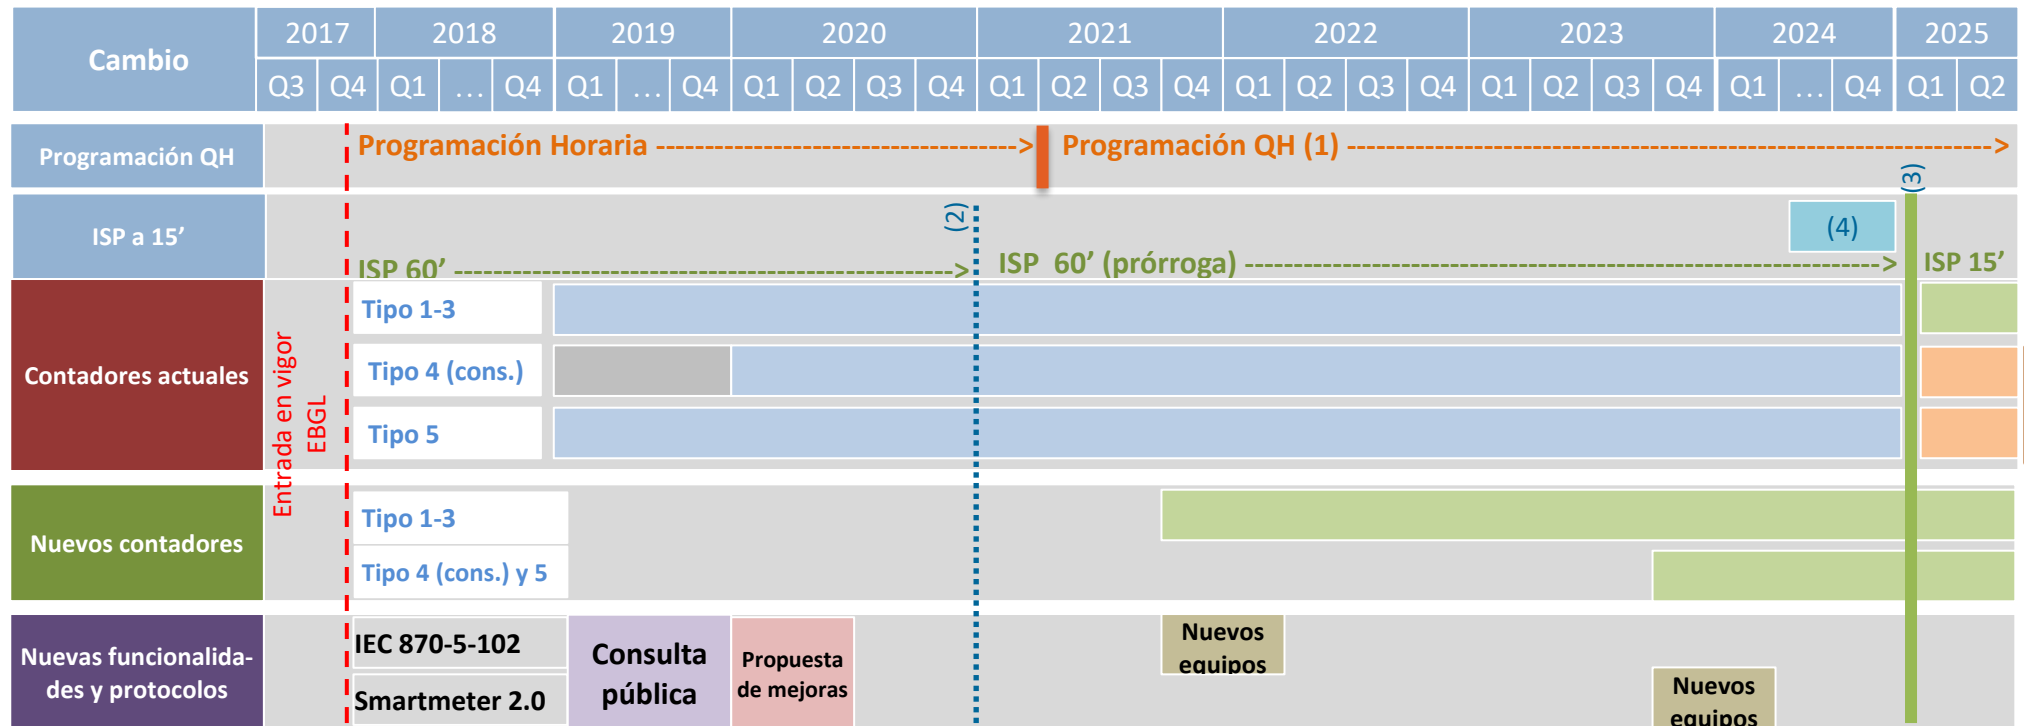 Cambio
2017 2018 2019 2020 2021 2022 2023 2024 2025
Q3 Q4 Q1 ... Q4 Q1 ... Q4 Q1 Q2 Q3 Q4 Q1 Q2 Q3 Q4 Q1 Q2 Q3 Q4 Q1 Q2 Q3 Q4 Q1 ... Q4 Q1 Q2
Programación QH
Programación Horaria ------------------------------------->
Programación QH (1) ------------------------------------------------------------------>
ISP a 15’
(2)
(3)
(4)
ISP 60’ --------------------------------------------------->
ISP 60’ (prórroga) ------------------------------------------------------------------>
ISP 15’
Entrada en vigor
EBGL
Contadores actuales
Tipo 1-3
Tipo 4 (cons.)
Tipo 5
Nuevos contadores
Tipo 1-3
Tipo 4 (cons.) y 5
Nuevas funcionalida-
des y protocolos
IEC 870-5-102
Smartmeter 2.0
Consulta
pública
Propuesta
de mejoras
Nuevos
equipos
Nuevos
equipos